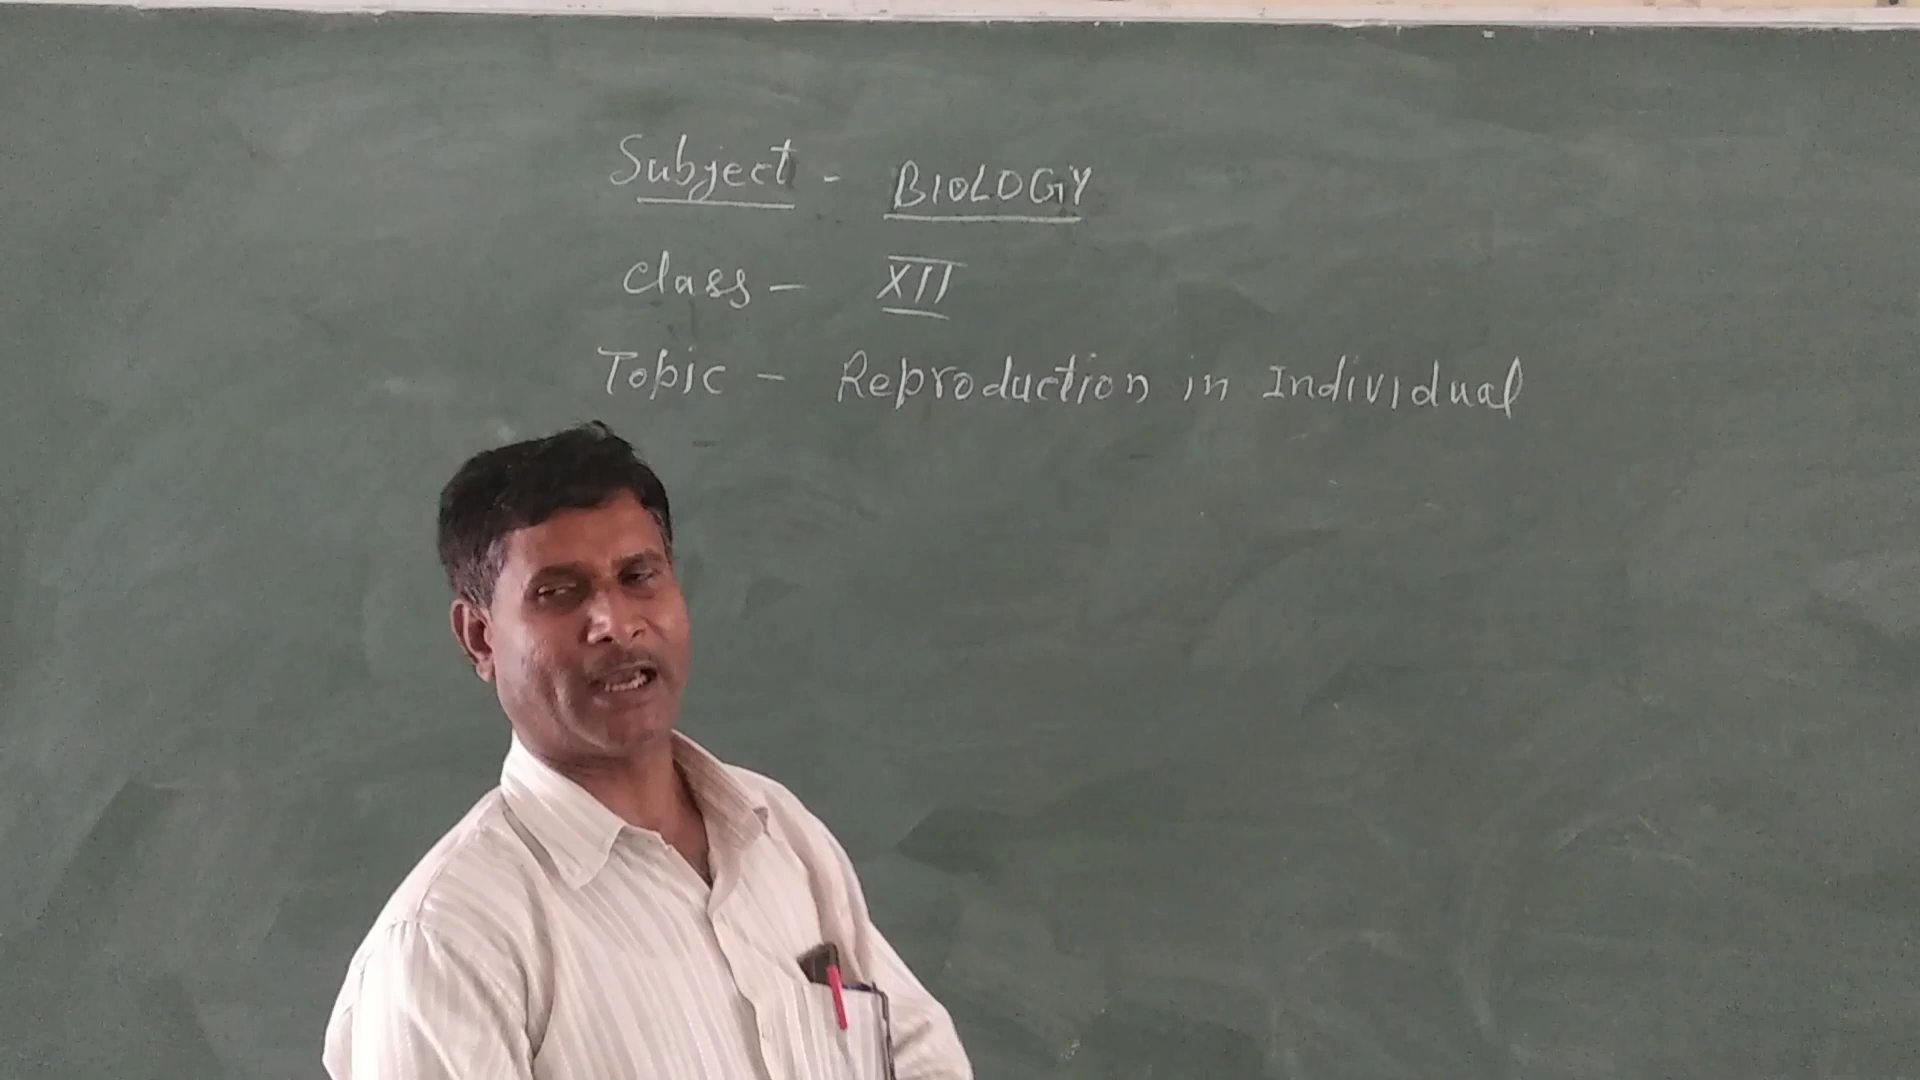 Subject - BIOLOGY
Class - XII
Topic - Reproduction in Individual